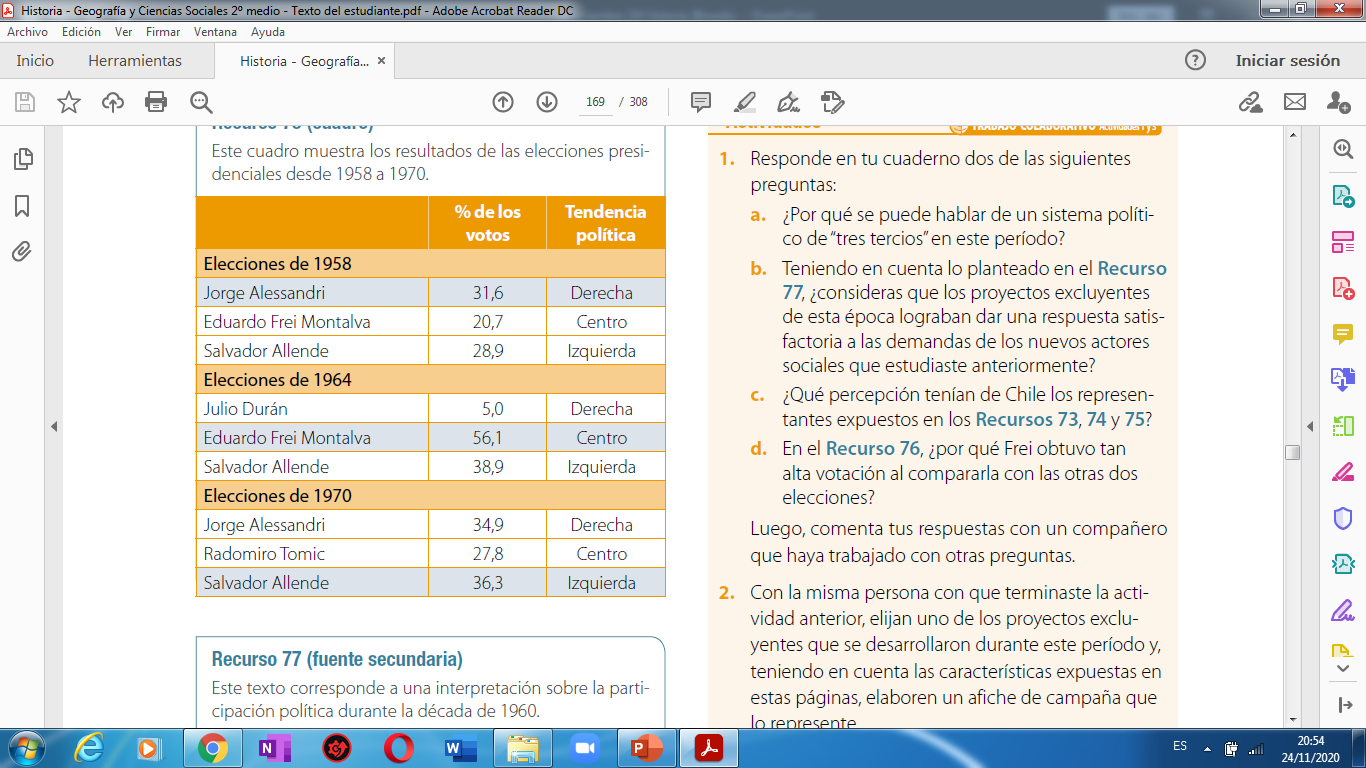 Historia - Geografía y Ciencias Sociales 2º medio - Texto del estudiante.pdf - Adobe Acrobat Reader DC
Archivo Edición Ver Firmar Ventana Ayuda
Inicio Herramientas Historia - Geografía... Iniciar sesión
169 / 308
Recurso 76 (cuadro)
Este cuadro muestra los resultados de las elecciones presi-
denciales desde 1958 a 1970.
% de los votos Tendencia política
Elecciones de 1958
Jorge Alessandri 31,6 Derecha
Eduardo Frei Montalva 20,7 Centro
Salvador Allende 28,9 Izquierda
Elecciones de 1964
Julio Durán 5,0 Derecha
Eduardo Frei Montalva 56,1 Centro
Salvador Allende 38,9 Izquierda
Elecciones de 1970
Jorge Alessandri 34,9 Derecha
Radomiro Tomic 27,8 Centro
Salvador Allende 36,3 Izquierda
Recurso 77 (fuente secundaria)
Este texto corresponde a una interpretación sobre la parti-
cipación política durante la década de 1960.
Actividades TRABAJO COLABORATIVO Actividades 1 y 3
1. Responde en tu cuaderno dos de las siguientes
preguntas:
a. ¿Por qué se puede hablar de un sistema políti-
co de “tres tercios” en este período?
b. Teniendo en cuenta lo planteado en el Recurso
77, ¿consideras que los proyectos excluyentes
de esta época lograban dar una respuesta satis-
factoria a las demandas de los nuevos actores
sociales que estudiaste anteriormente?
c. ¿Qué percepción tenían de Chile los represen-
tantes expuestos en los Recursos 73, 74 y 75?
d. En el Recurso 76, ¿por qué Frei obtuvo tan
alta votación al compararla con las otras dos
elecciones?
Luego, comenta tus respuestas con un compañero
que haya trabajado con otras preguntas.
2. Con la misma persona con que terminaste la acti-
vidad anterior, elijan uno de los proyectos exclu-
yentes que se desarrollaron durante este período y,
teniendo en cuenta las características expuestas en
estas páginas, elaboren un afiche de campaña que
lo represente.
ES
20:54
24/11/2020